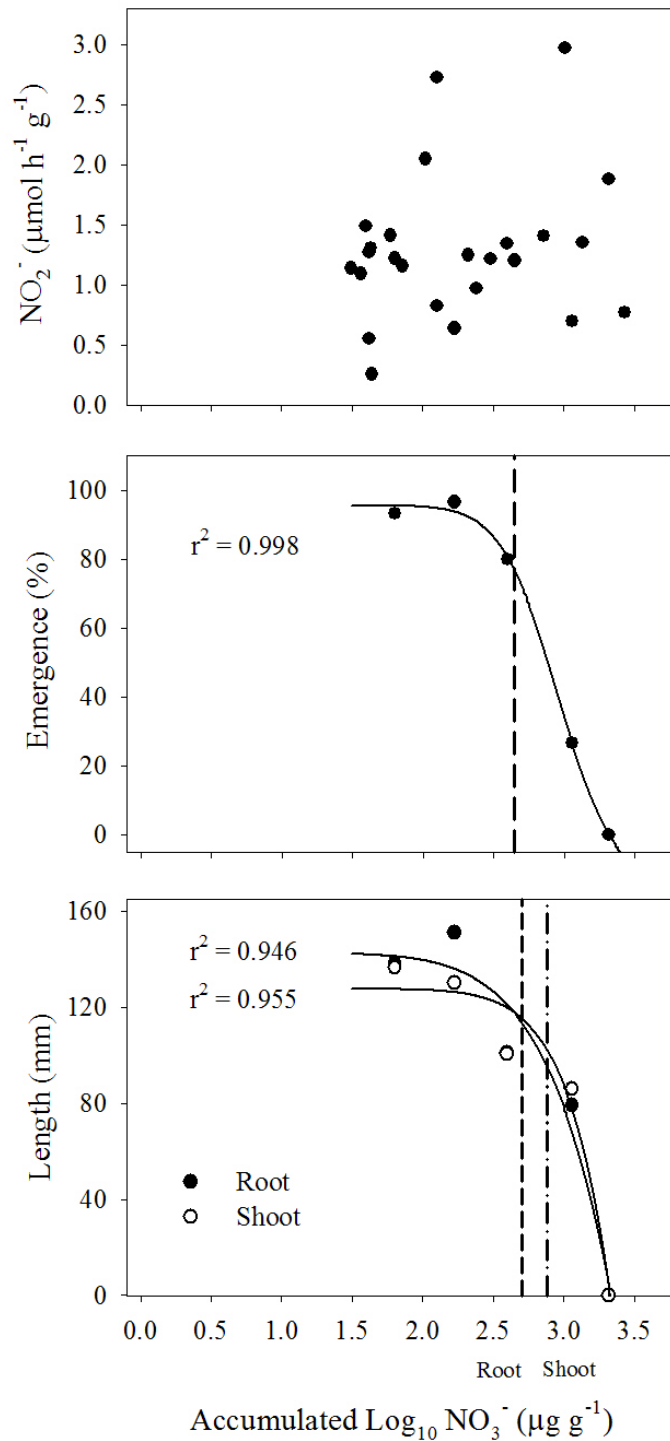 NO₂⁻ (µmol h⁻¹ g⁻¹)
3.0
2.5
2.0
1.5
1.0
0.5
0.0
Emergence (%)
100
80
60
40
20
0
r² = 0.998
Length (mm)
160
120
80
40
0
r² = 0.946
r² = 0.955
Root
Shoot
0.0 0.5 1.0 1.5 2.0 2.5 3.0 3.5
Root Shoot
Accumulated Log₁₀ NO₃⁻ (µg g⁻¹)